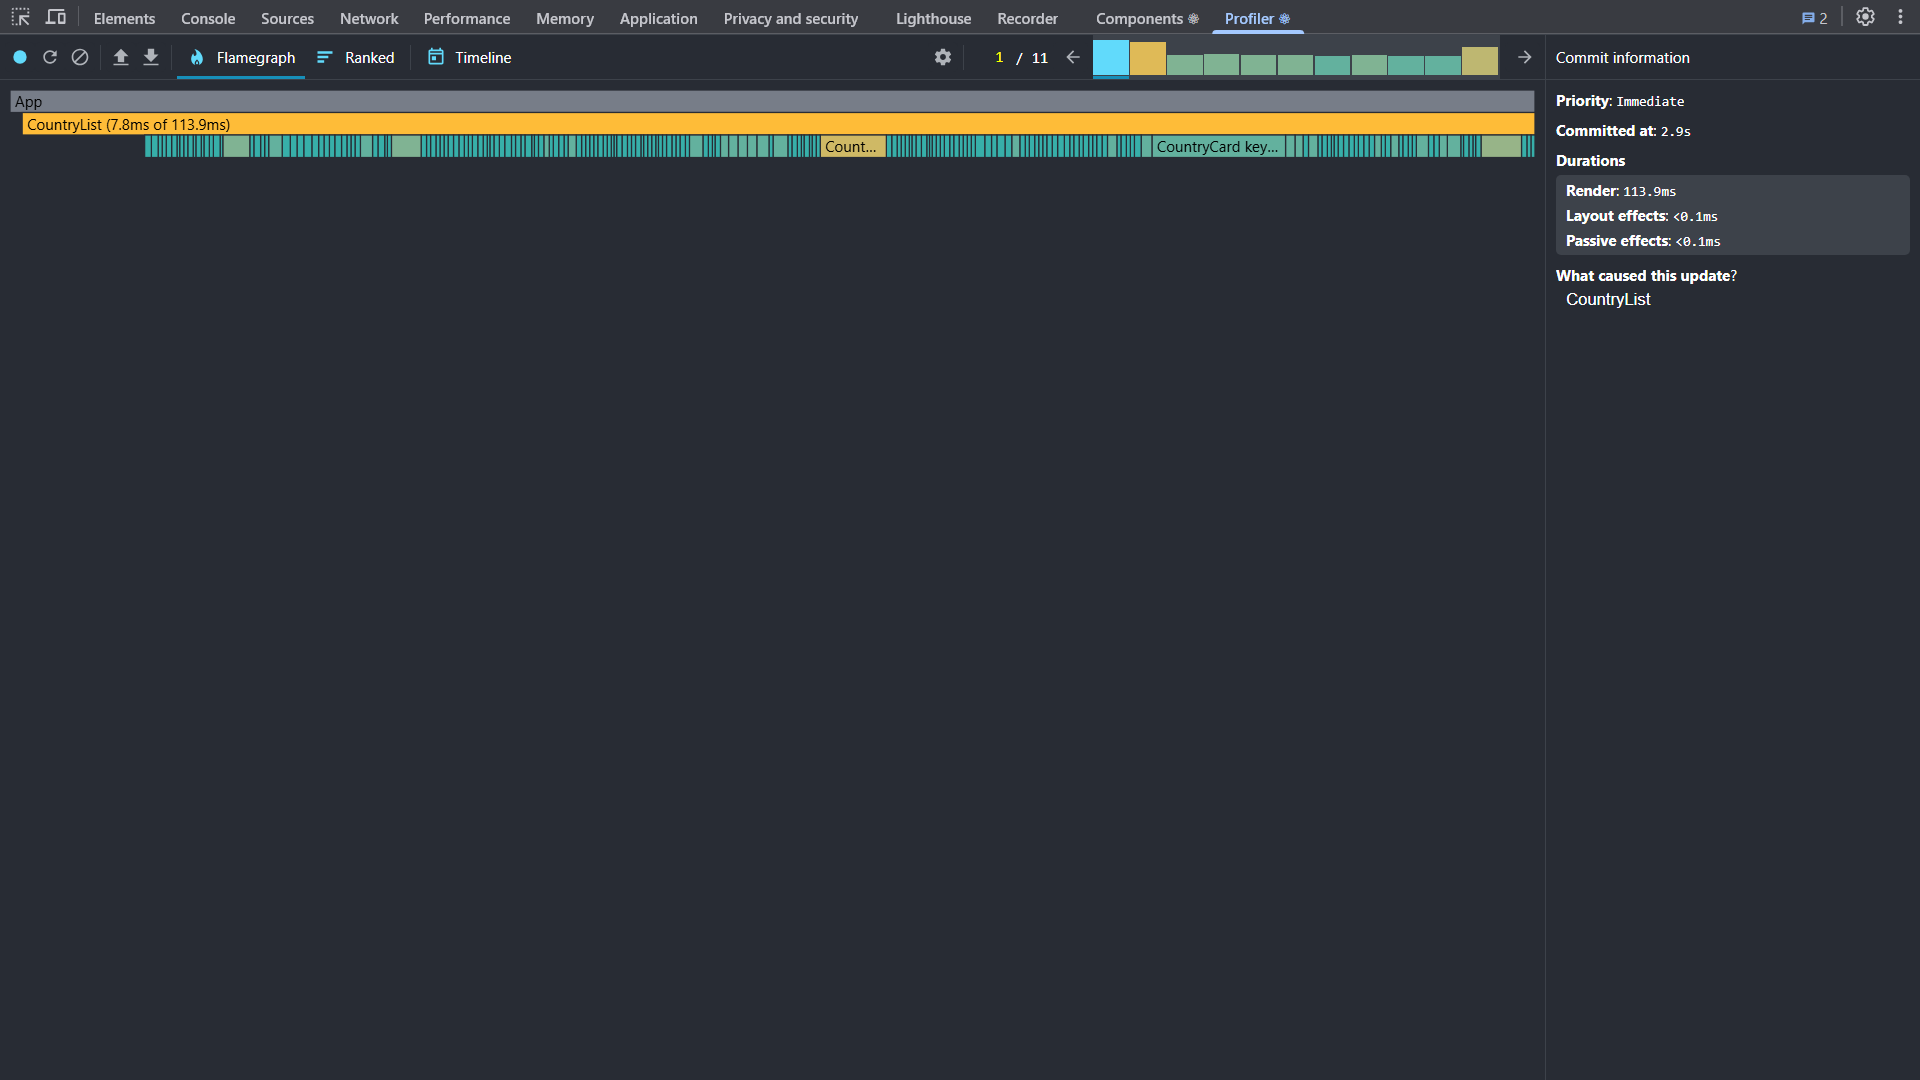 Elements Console Sources Network Performance Memory Application Privacy and security Lighthouse Recorder Components Profiler 2
Flamegraph Ranked Timeline 1 / 11 Commit information
App
CountryList (7.8ms of 113.9ms)
Count... CountryCard key...
Priority: Immediate
Committed at: 2.9s
Durations
Render: 113.9ms
Layout effects: <0.1ms
Passive effects: <0.1ms
What caused this update?
CountryList